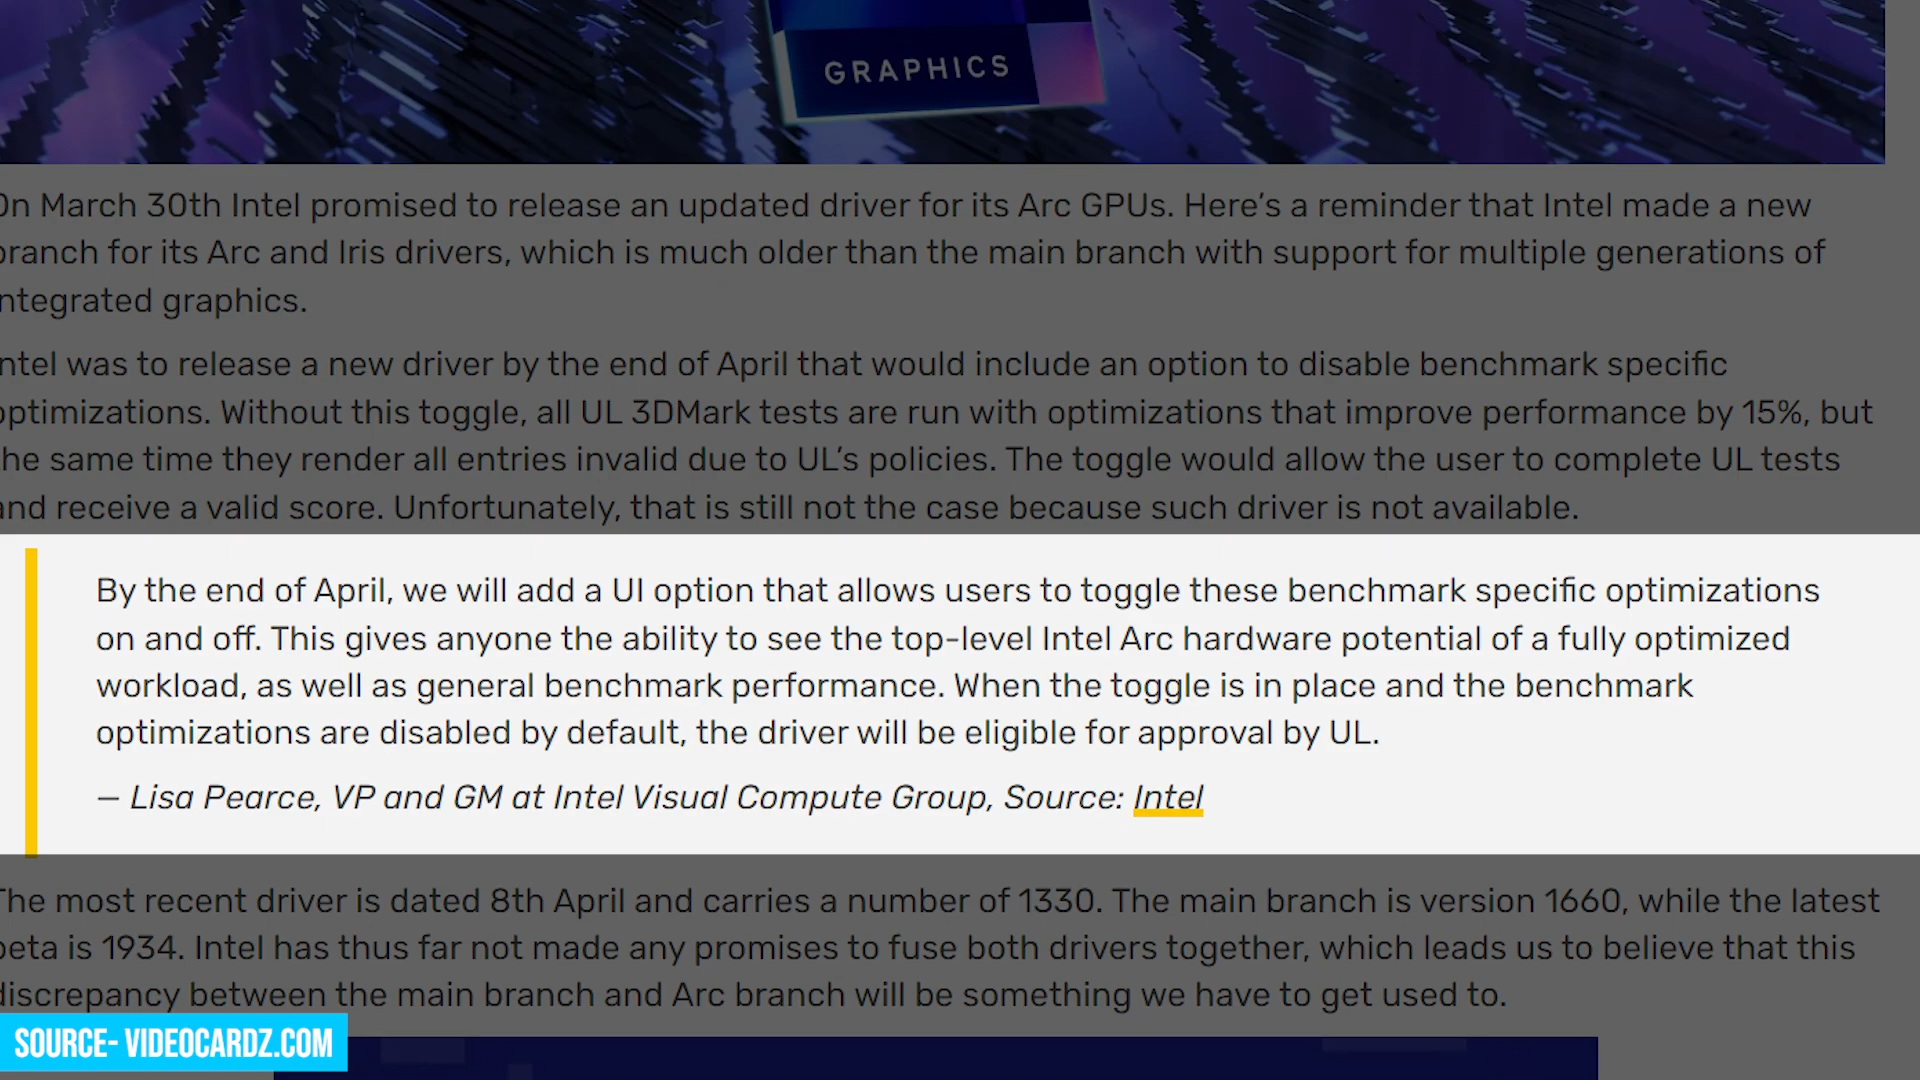 GRAPHICS
On March 30th Intel promised to release an updated driver for its Arc GPUs. Here's a reminder that Intel made a new
branch for its Arc and Iris drivers, which is much older than the main branch with support for multiple generations of
integrated graphics.
Intel was to release a new driver by the end of April that would include an option to disable benchmark specific
optimizations. Without this toggle, all UL 3DMark tests are run with optimizations that improve performance by 15%, but
the same time they render all entries invalid due to UL's policies. The toggle would allow the user to complete UL tests
and receive a valid score. Unfortunately, that is still not the case because such driver is not available.
By the end of April, we will add a UI option that allows users to toggle these benchmark specific optimizations
on and off. This gives anyone the ability to see the top-level Intel Arc hardware potential of a fully optimized
workload, as well as general benchmark performance. When the toggle is in place and the benchmark
optimizations are disabled by default, the driver will be eligible for approval by UL.
— Lisa Pearce, VP and GM at Intel Visual Compute Group, Source: Intel
The most recent driver is dated 8th April and carries a number of 1330. The main branch is version 1660, while the latest
beta is 1934. Intel has thus far not made any promises to fuse both drivers together, which leads us to believe that this
discrepancy between the main branch and Arc branch will be something we have to get used to.
SOURCE- VIDEOCARDZ.COM